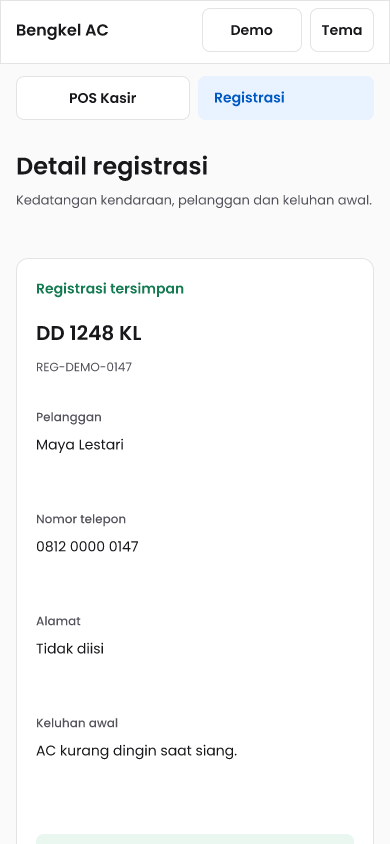 Bengkel AC
Demo
Tema
POS Kasir
Registrasi
Detail registrasi
Kedatangan kendaraan, pelanggan dan keluhan awal.
Registrasi tersimpan
DD 1248 KL
REG-DEMO-0147
Pelanggan
Maya Lestari
Nomor telepon
0812 0000 0147
Alamat
Tidak diisi
Keluhan awal
AC kurang dingin saat siang.